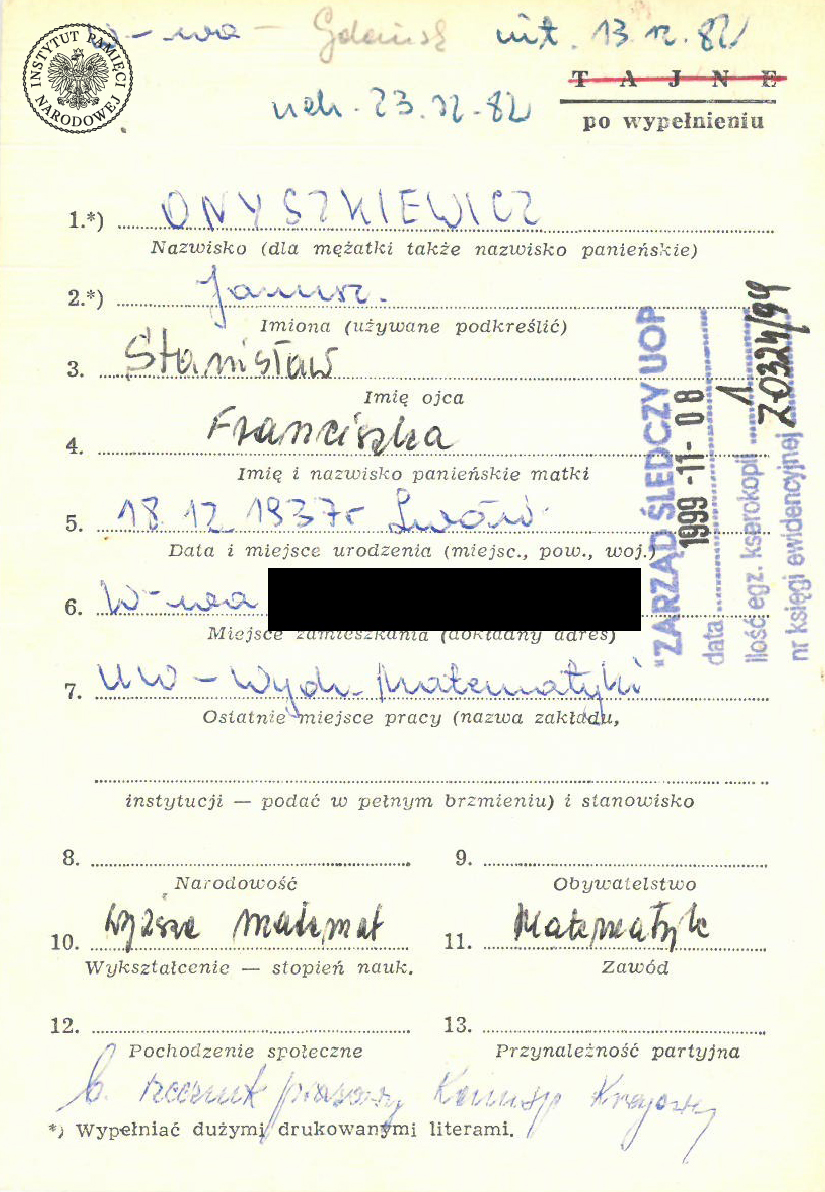 W-wa - Gdańsk int. 13.12.82
INSTYTUT PAMIĘCI NARODOWEJ
TAJNE
uch. 23.12.82
po wypełnieniu
1.*) ONYSZKIEWICZ
Nazwisko (dla mężatki także nazwisko panieńskie)
2.*) Janusz.
Imiona (używane podkreślić)
3. Stanisław
Imię ojca
4. Franciszka
Imię i nazwisko panieńskie matki
5. 18.12.1937r Lwów
Data i miejsce urodzenia (miejsc., pow., woj.)
6. W-wa
Miejsce zamieszkania (dokładny adres)
7. UW - Wydz. Matematyki
Ostatnie miejsce pracy (nazwa zakładu,
instytucji — podać w pełnym brzmieniu) i stanowisko
8. 9.
Narodowość Obywatelstwo
10. wyższe matemat 11. Matematyk
Wykształcenie — stopień nauk. Zawód
12. 13.
Pochodzenie społeczne Przynależność partyjna
b. rzecznik prasowy Komisji Krajowej
*) Wypełniać dużymi drukowanymi literami.
"ZARZĄD ŚLEDCZY UOP
data 1999-11-08
ilość egz. kserokopii 1
nr księgi ewidencyjnej Z0324/99